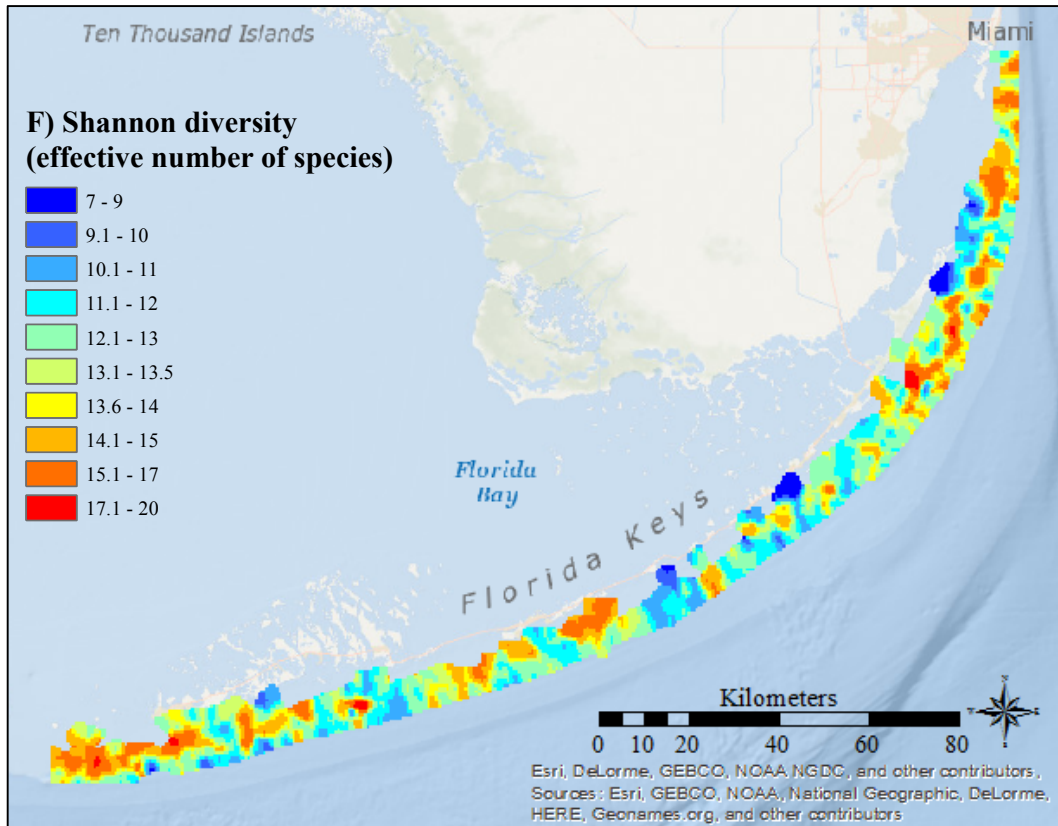 Ten Thousand Islands
Miami
F) Shannon diversity
(effective number of species)
7 - 9
9.1 - 10
10.1 - 11
11.1 - 12
12.1 - 13
13.1 - 13.5
13.6 - 14
14.1 - 15
15.1 - 17
17.1 - 20
Florida
Bay
Florida Keys
Kilometers
0 10 20 40 60 80
N
W E
S
Esri, DeLorme, GEBCO, NOAA NGDC, and other contributors,
Sources: Esri, GEBCO, NOAA, National Geographic, DeLorme,
HERE, Geonames.org, and other contributors